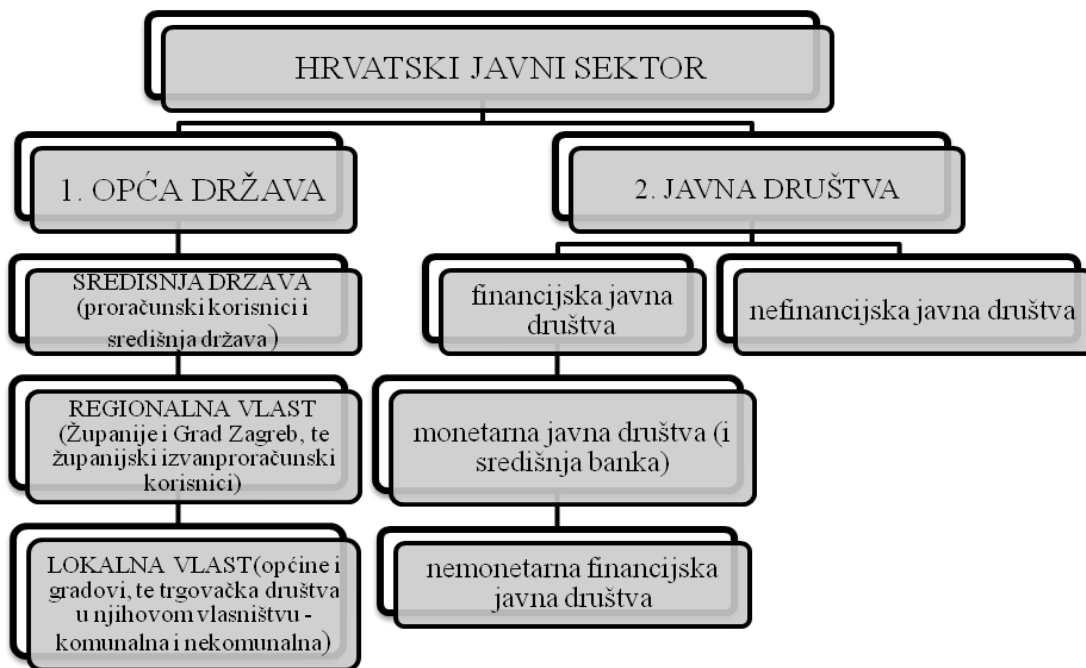 HRVATSKI JAVNI SEKTOR
1. OPĆA DRŽAVA
2. JAVNA DRUŠTVA
SREDIŠNJA DRŽAVA
(proračunski korisnici i
središnja država)
financijska javna
društva
nefinancijska javna društva
REGIONALNA VLAST
(Županije i Grad Zagreb, te
županijski izvanproračunski
korisnici)
monetarna javna društva (i
središnja banka)
LOKALNA VLAST(općine i
gradovi, te trgovačka društva
u njihovom vlasništvu -
komunalna i nekomunalna)
nemonetarna financijska
javna društva